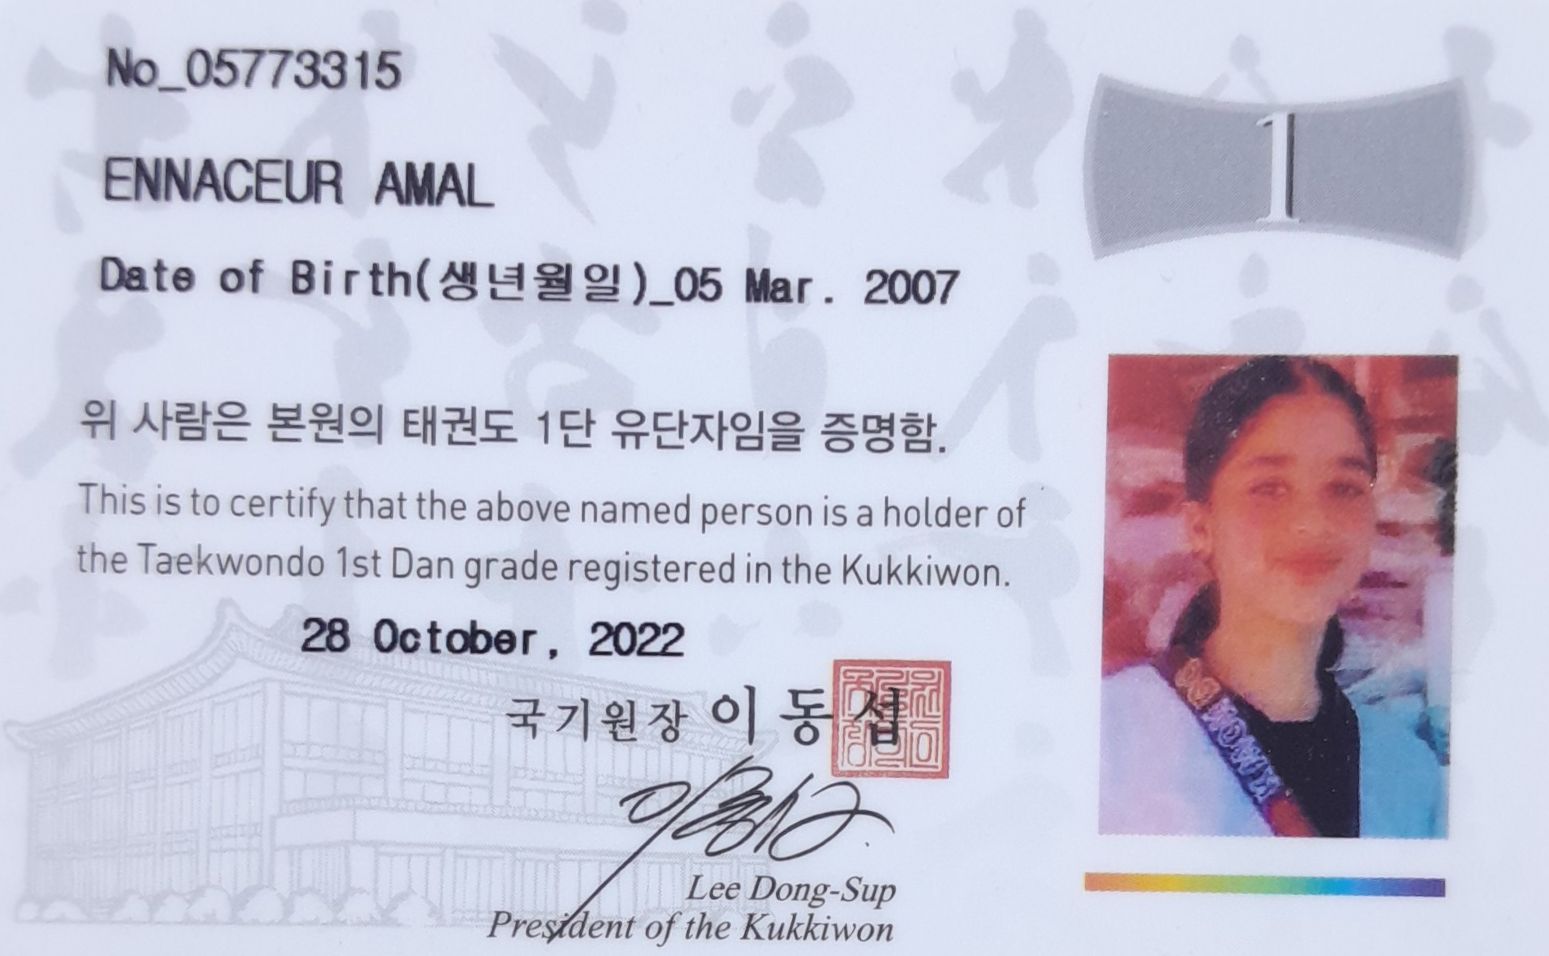 No_05773315
1
ENNACEUR AMAL
Date of Birth(생년월일)_05 Mar. 2007
위 사람은 본원의 태권도 1단 유단자임을 증명함.
This is to certify that the above named person is a holder of
the Taekwondo 1st Dan grade registered in the Kukkiwon.
28 October, 2022
국기원장 이동섭
Lee Dong-Sup
President of the Kukkiwon